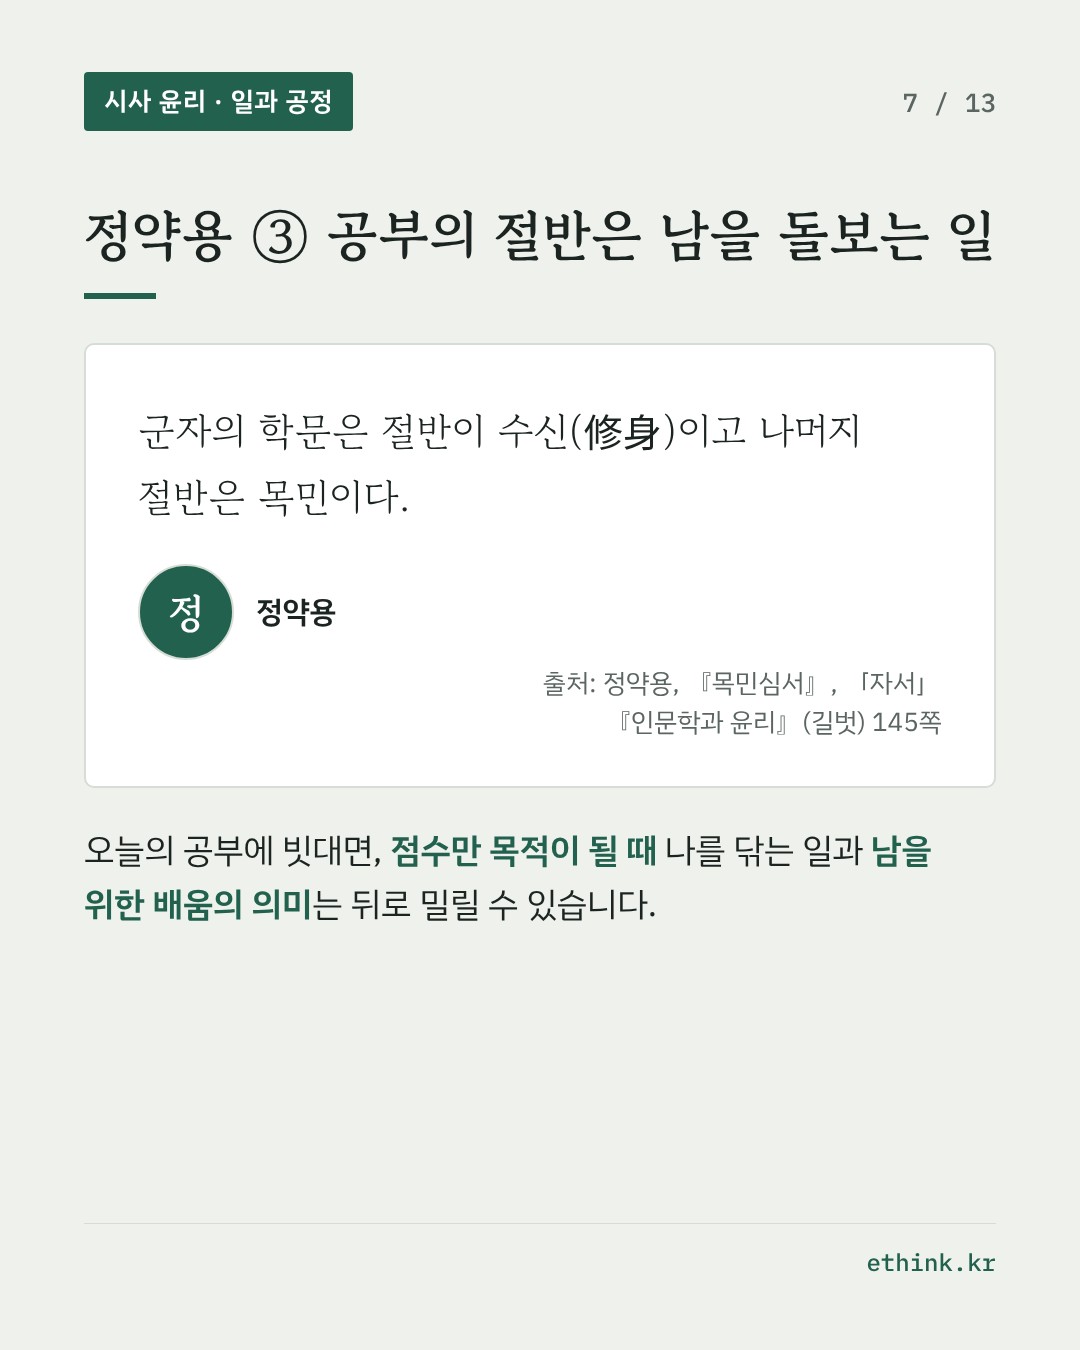 시사 윤리 · 일과 공정
7 / 13
정약용 ③ 공부의 절반은 남을 돌보는 일
군자의 학문은 절반이 수신(修身)이고 나머지
절반은 목민이다.
정
정약용
출처: 정약용, 『목민심서』, 「자서」
『인문학과 윤리』(길벗) 145쪽
오늘의 공부에 빗대면, 점수만 목적이 될 때 나를 닦는 일과 남을
위한 배움의 의미는 뒤로 밀릴 수 있습니다.
ethink.kr